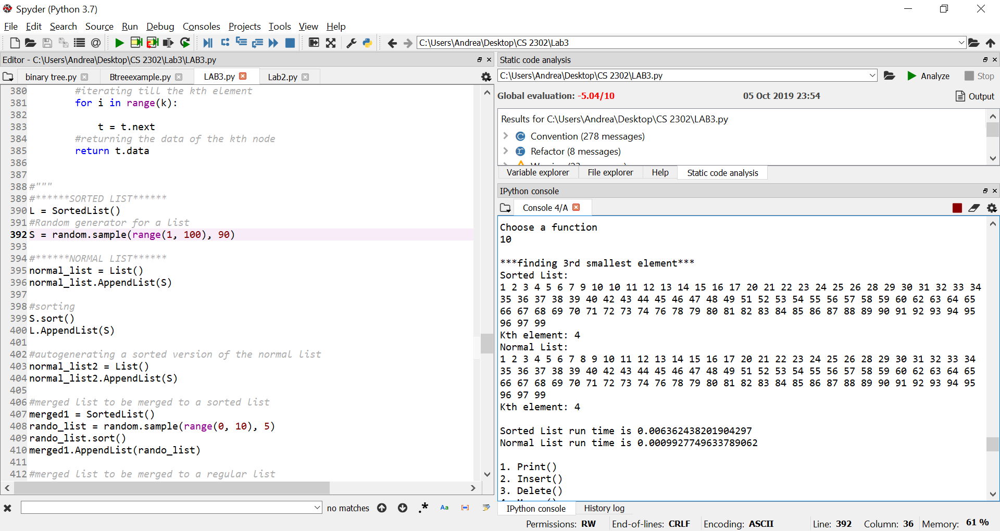 Spyder (Python 3.7)
File Edit Search Source Run Debug Consoles Projects Tools View Help
C:\Users\Andrea\Desktop\CS 2302\Lab3
Editor - C:\Users\Andrea\Desktop\CS 2302\Lab3\LAB3.py
binary tree.py Btreeexample.py LAB3.py Lab2.py
380 #iterating till the kth element
381 for i in range(k):
382
383 t = t.next
384 #returning the data of the kth node
385 return t.data
386
387
388 #"""
389 #******SORTED LIST******
390 L = SortedList()
391 #Random generator for a list
392 S = random.sample(range(1, 100), 90)
393
394 #******NORMAL LIST******
395 normal_list = List()
396 normal_list.AppendList(S)
397
398 #sorting
399 S.sort()
400 L.AppendList(S)
401
402 #autogenerating a sorted version of the normal list
403 normal_list2 = List()
404 normal_list2.AppendList(S)
405
406 #merged list to be merged to a sorted list
407 merged1 = SortedList()
408 rando_list = random.sample(range(0, 10), 5)
409 rando_list.sort()
410 merged1.AppendList(rando_list)
411
412 #merged list to be merged to a regular list
no matches
.* Aa
Static code analysis
C:\Users\Andrea\Desktop\CS 2302\LAB3.py Analyze Stop
Global evaluation: -5.04/10 05 Oct 2019 23:54 Output
Results for C:\Users\Andrea\Desktop\CS 2302\LAB3.py
Convention (278 messages)
Refactor (8 messages)
Variable explorer File explorer Help Static code analysis
IPython console
Console 4/A
Choose a function
10
***finding 3rd smallest element***
Sorted List:
1 2 3 4 5 6 7 9 10 10 11 12 13 14 15 16 17 20 21 22 23 24 25 26 28 29 30 31 32 33 34
35 36 37 38 39 40 42 43 44 45 46 47 48 49 51 52 53 54 55 56 57 58 59 60 62 63 64 65
66 67 68 69 70 71 72 73 74 76 78 79 80 81 82 83 84 85 86 87 88 89 90 91 92 93 94 95
96 97 99
Kth element: 4
Normal List:
1 2 3 4 5 6 7 8 9 10 11 12 13 14 15 16 17 20 21 22 23 24 25 26 28 29 30 31 32 33 34
35 36 37 38 39 40 42 43 44 45 46 47 48 49 51 52 53 54 55 56 57 58 59 60 62 63 64 65
66 67 68 69 70 71 72 73 74 76 78 79 80 81 82 83 84 85 86 87 88 89 90 91 92 93 94 95
96 97 99
Kth element: 4
Sorted List run time is 0.006362438201904297
Normal List run time is 0.0009927749633789062
1. Print()
2. Insert()
3. Delete()
IPython console History log
Permissions: RW End-of-lines: CRLF Encoding: ASCII Line: 392 Column: 36 Memory: 61 %